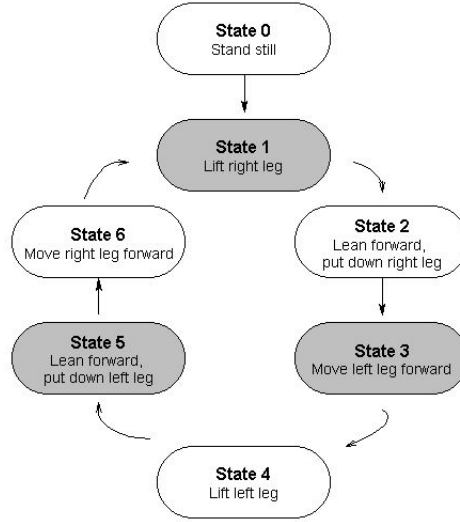 State 0
Stand still
State 1
Lift right leg
State 2
Lean forward,
put down right leg
State 3
Move left leg forward
State 4
Lift left leg
State 5
Lean forward,
put down left leg
State 6
Move right leg forward